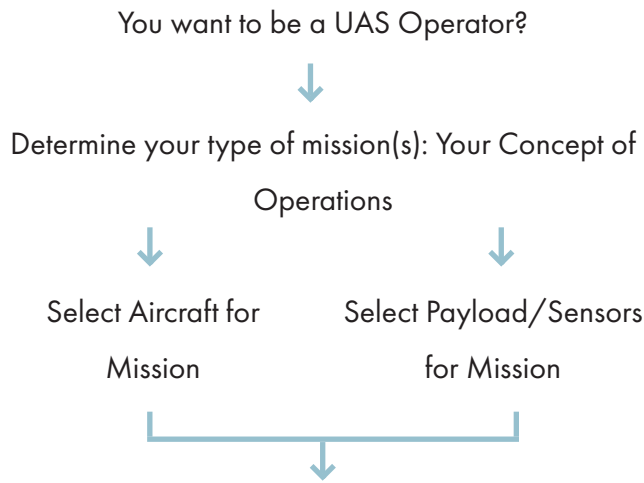 You want to be a UAS Operator?
Determine your type of mission(s): Your Concept of
Operations
Select Aircraft for
Mission
Select Payload/Sensors
for Mission